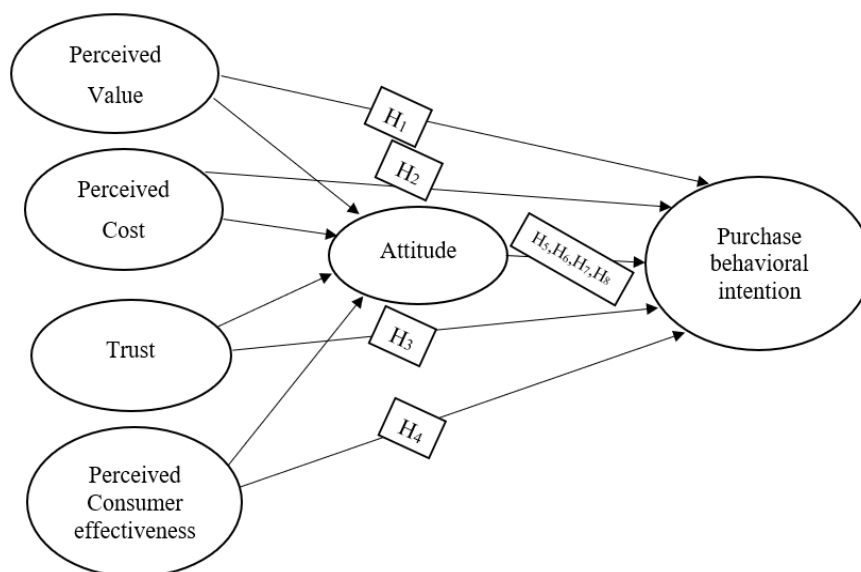 Perceived
Value
H₁
H₂
Perceived
Cost
Attitude
H₅,H₆,H₇,H₈
Purchase
behavioral
intention
Trust
H₃
H₄
Perceived
Consumer
effectiveness